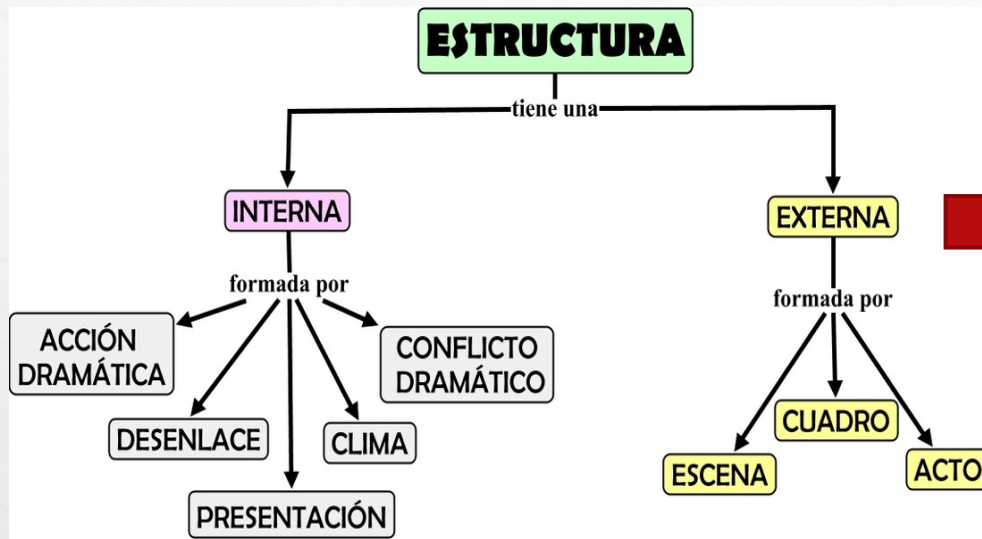 ESTRUCTURA
tiene una
INTERNA
EXTERNA
formada por
formada por
ACCIÓN
DRAMÁTICA
CONFLICTO
DRAMÁTICO
DESENLACE
CLIMA
PRESENTACIÓN
CUADRO
ESCENA
ACTO